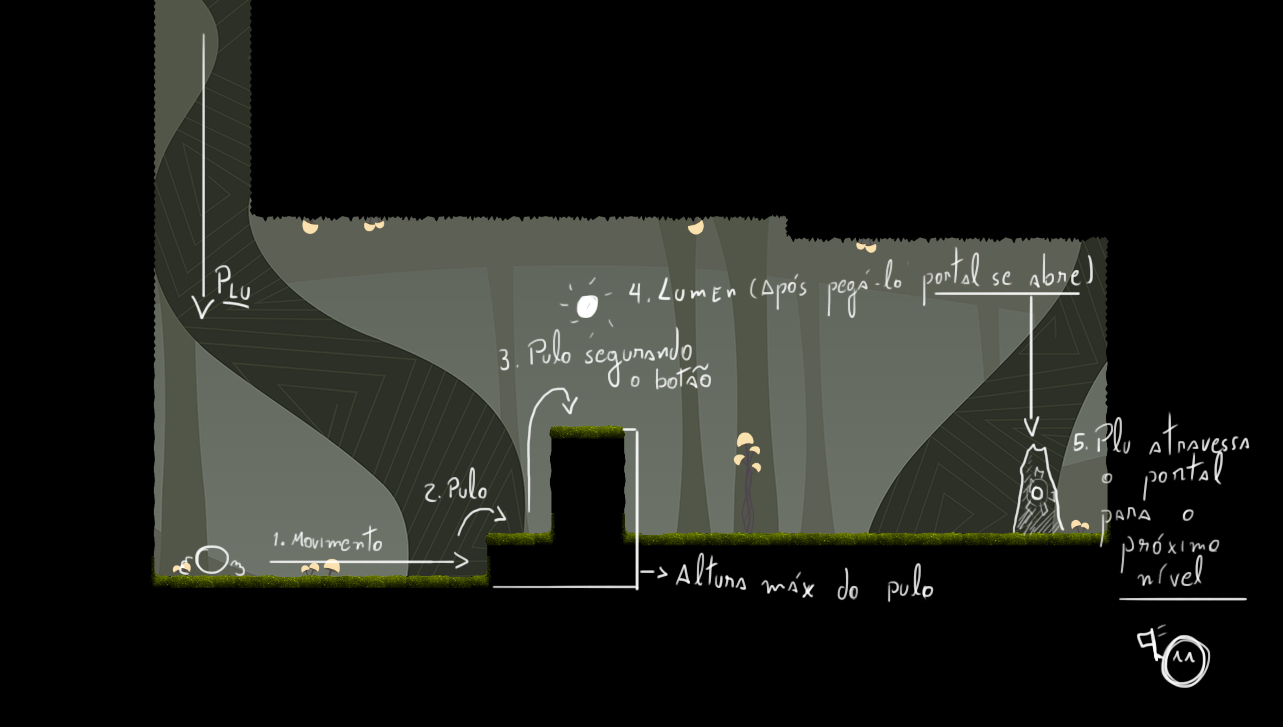 Plu
1. Movimento
2. Pulo
3. Pulo segurando
o botão
4. Lumen (Após pegá-lo portal se abre)
5. Plu atravessa
o portal
para o
próximo
nível
Altura máx do pulo